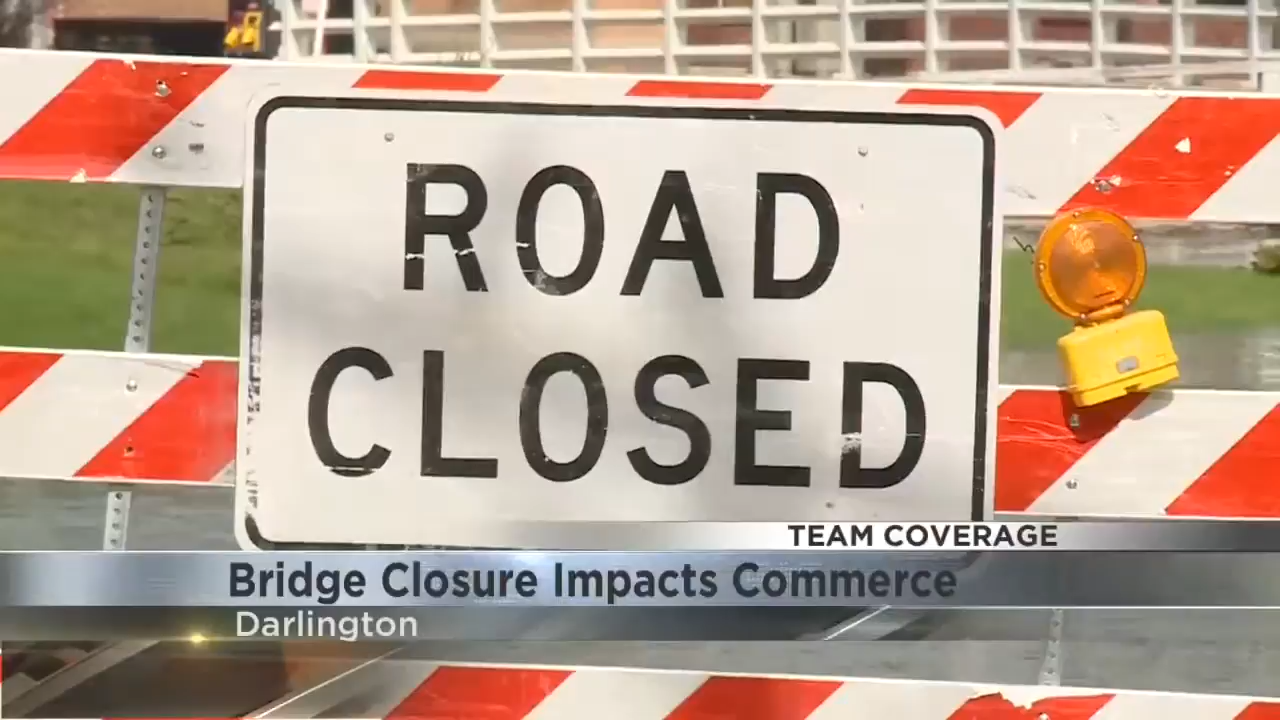 ROAD
CLOSED
TEAM COVERAGE
Bridge Closure Impacts Commerce
Darlington